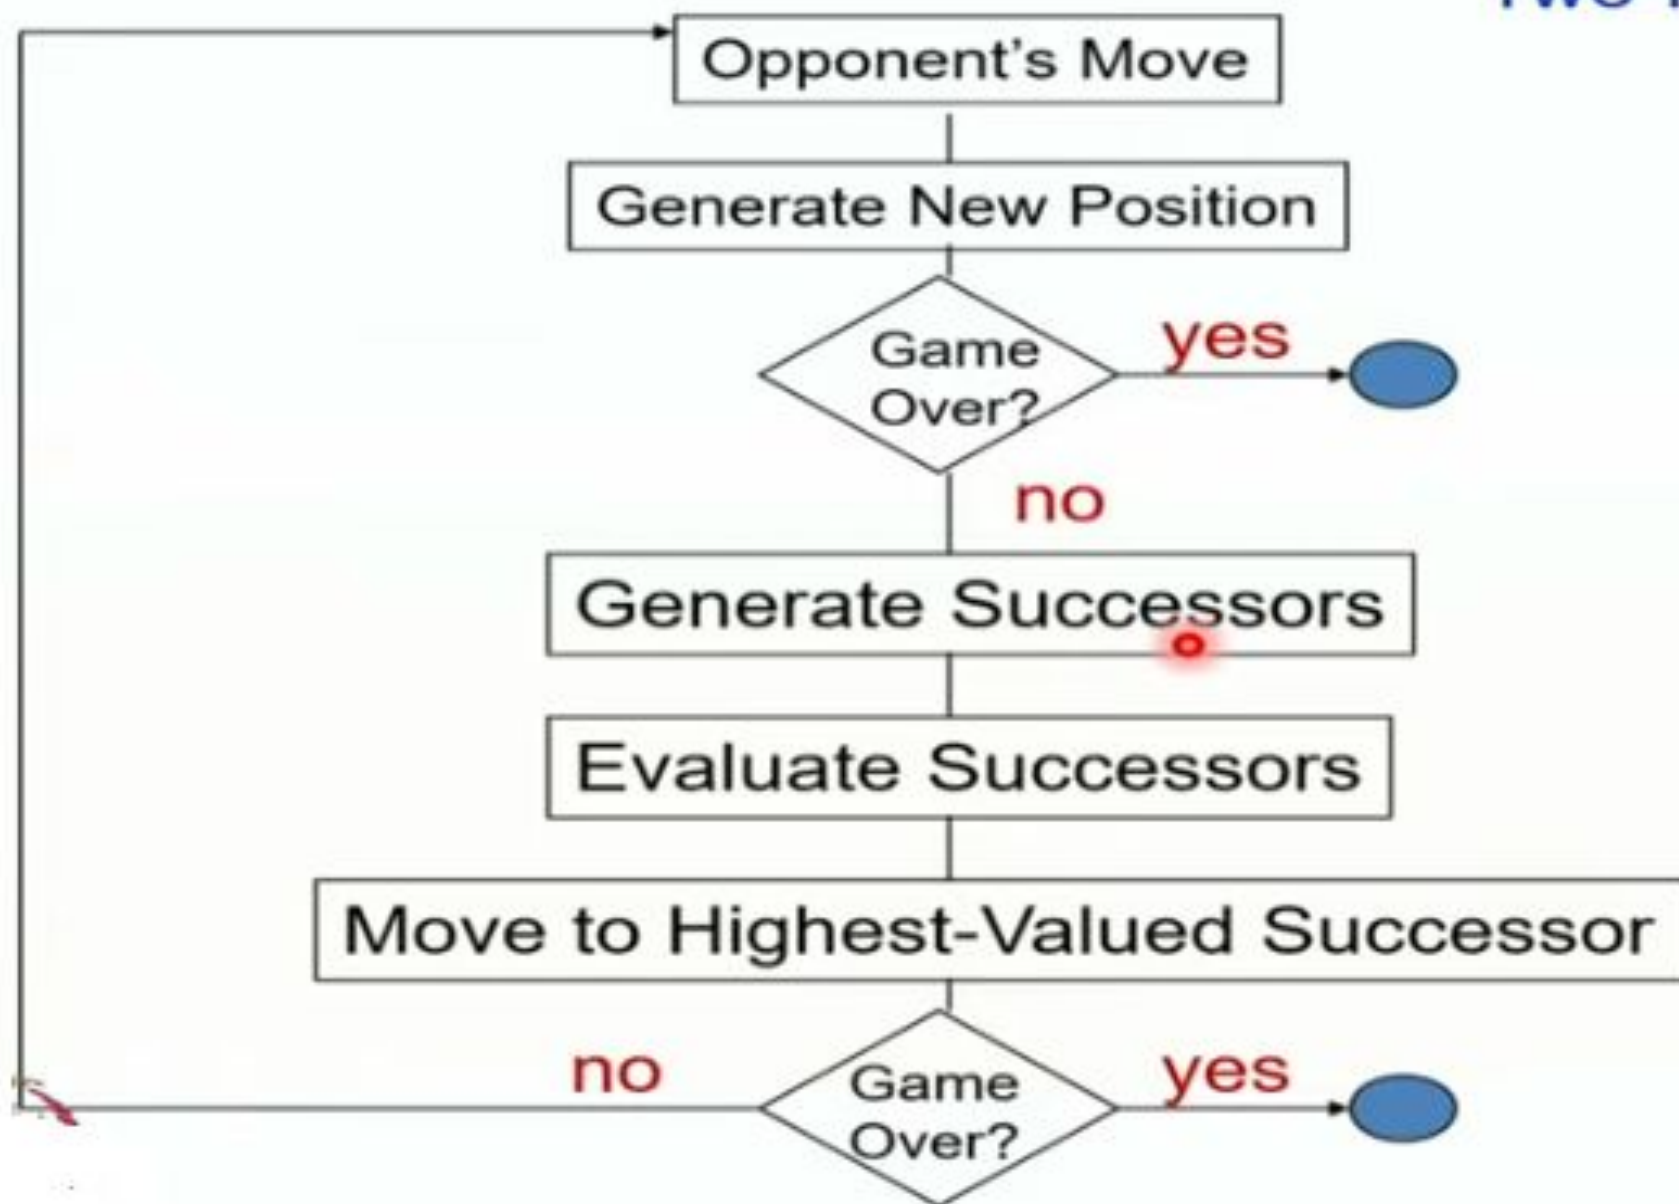 Opponent's Move
Generate New Position
Game
Over?
yes
no
Generate Successors
Evaluate Successors
Move to Highest-Valued Successor
no
Game
Over?
yes